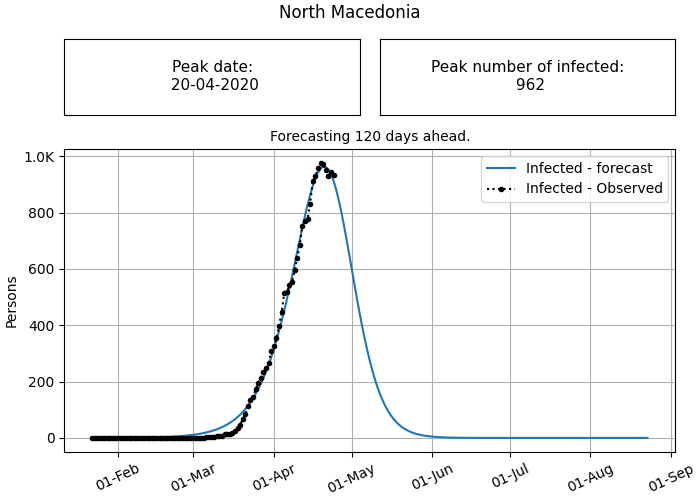 North Macedonia
Peak date:
20-04-2020
Peak number of infected:
962
Forecasting 120 days ahead.
1.0K
800
600
400
200
0
Persons
Infected - forecast
Infected - Observed
01-Feb
01-Mar
01-Apr
01-May
01-Jun
01-Jul
01-Aug
01-Sep